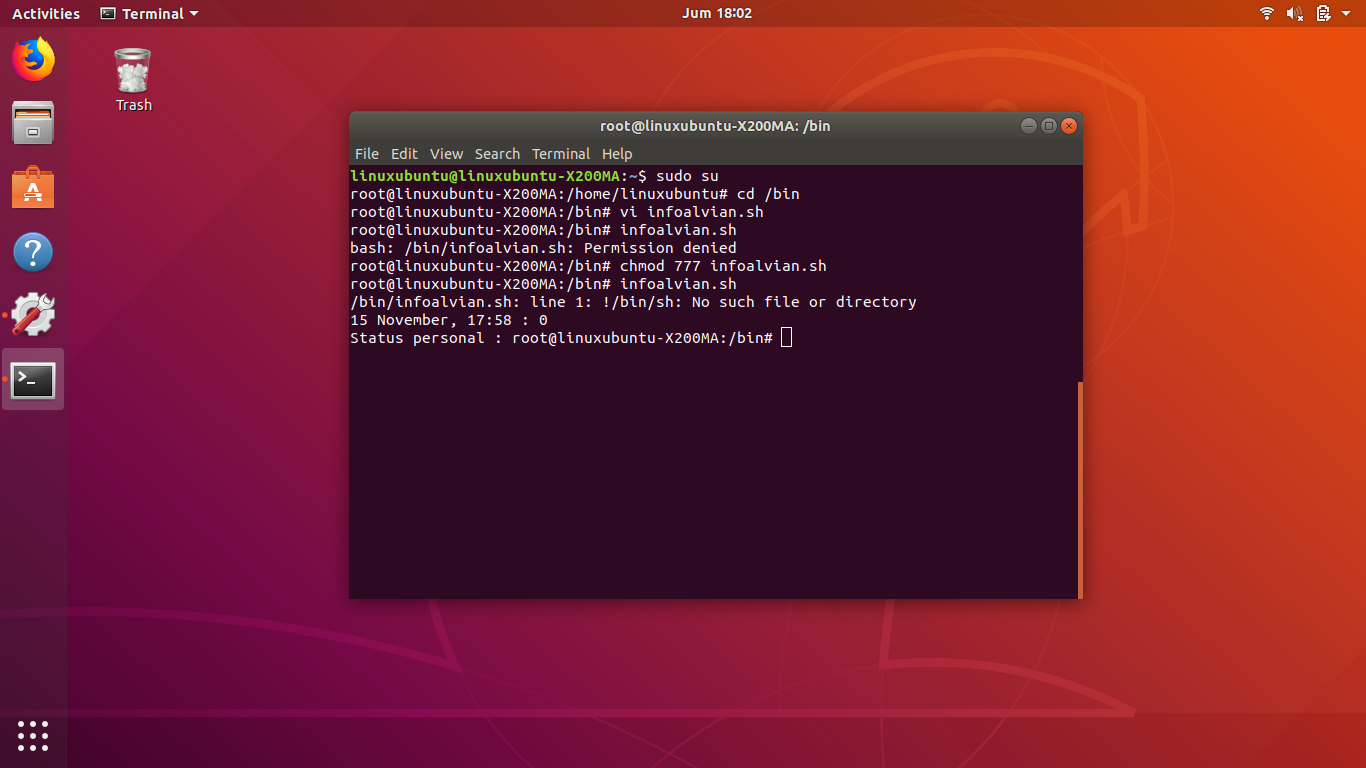 Activities
Terminal
Jum 18:02
Trash
root@linuxubuntu-X200MA: /bin
File Edit View Search Terminal Help
linuxubuntu@linuxubuntu-X200MA:~$ sudo su
root@linuxubuntu-X200MA:/home/linuxubuntu# cd /bin
root@linuxubuntu-X200MA:/bin# vi infoalvian.sh
root@linuxubuntu-X200MA:/bin# infoalvian.sh
bash: /bin/infoalvian.sh: Permission denied
root@linuxubuntu-X200MA:/bin# chmod 777 infoalvian.sh
root@linuxubuntu-X200MA:/bin# infoalvian.sh
/bin/infoalvian.sh: line 1: !/bin/sh: No such file or directory
15 November, 17:58 : 0
Status personal : root@linuxubuntu-X200MA:/bin#